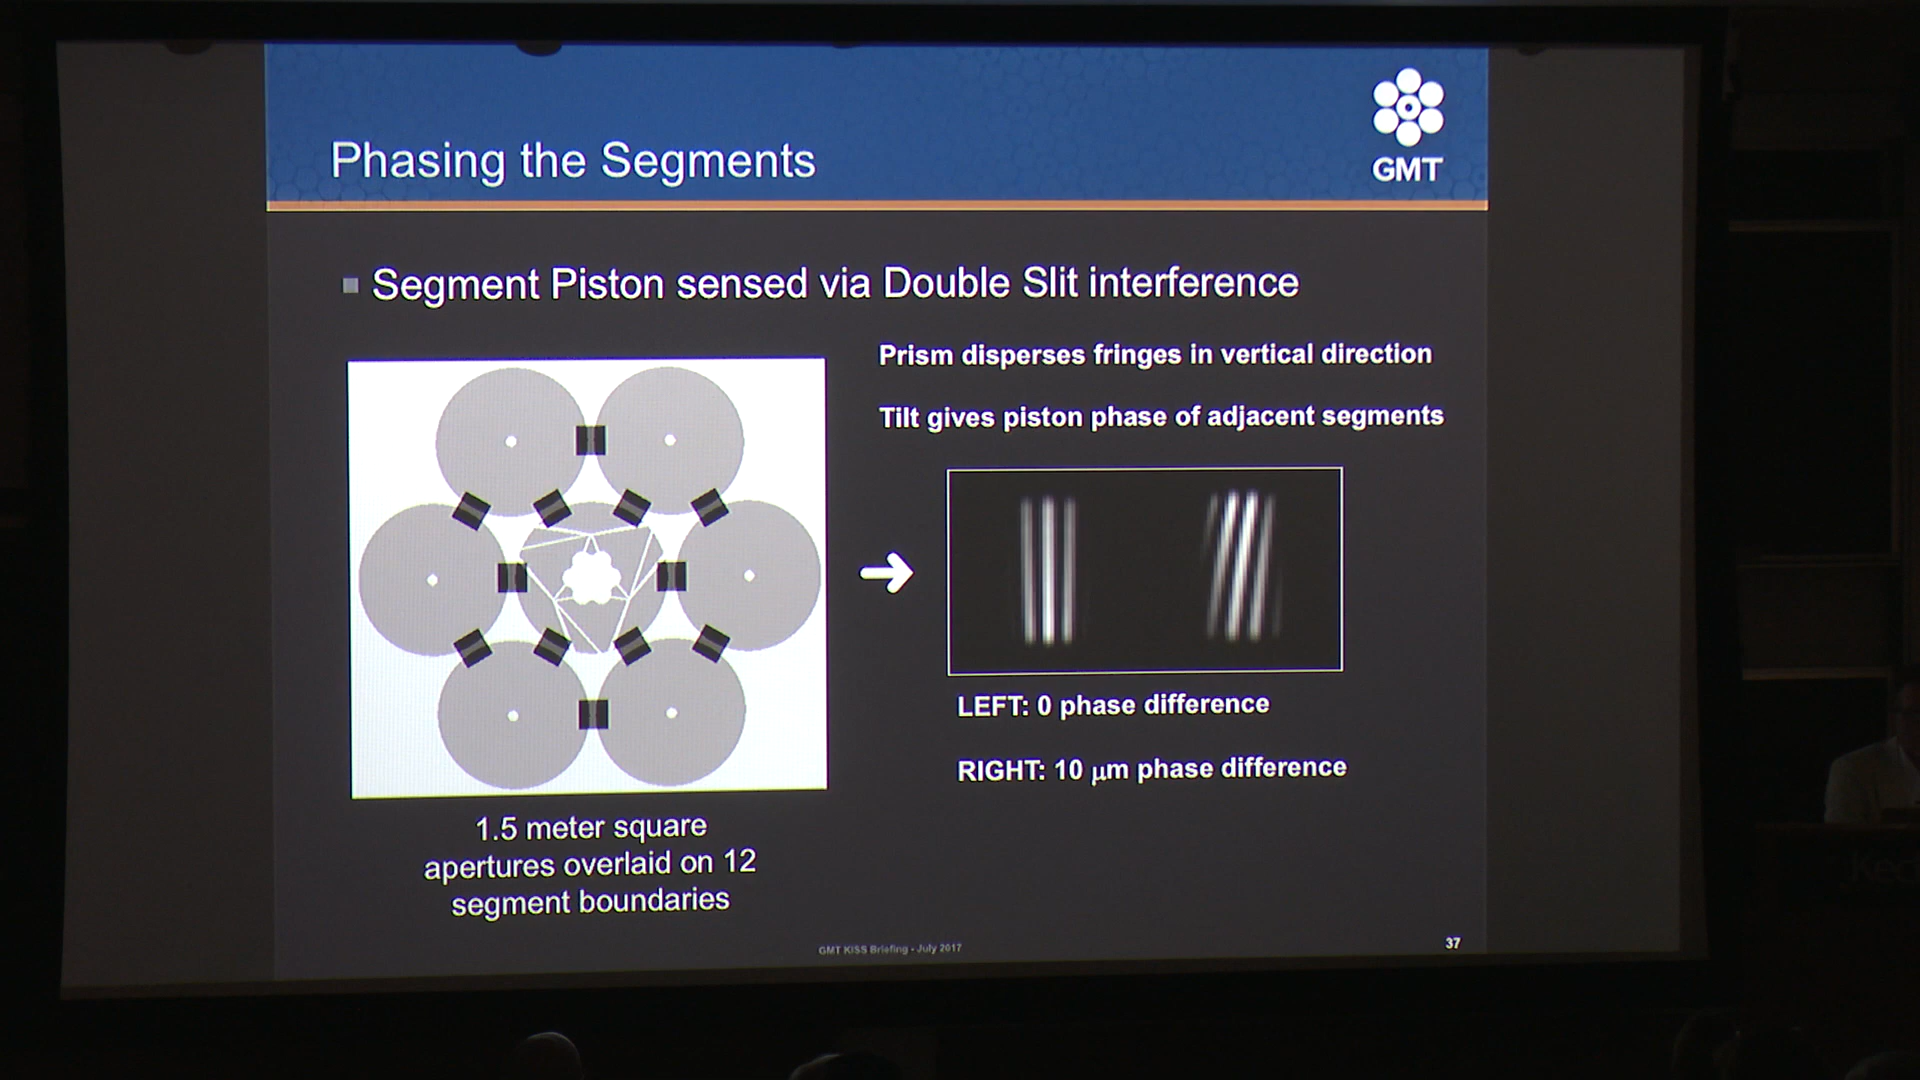 Phasing the Segments
GMT
Segment Piston sensed via Double Slit interference
Prism disperses fringes in vertical direction
Tilt gives piston phase of adjacent segments
LEFT: 0 phase difference
RIGHT: 10 μm phase difference
1.5 meter square
apertures overlaid on 12
segment boundaries
GMT KISS Briefing - July 2017
37